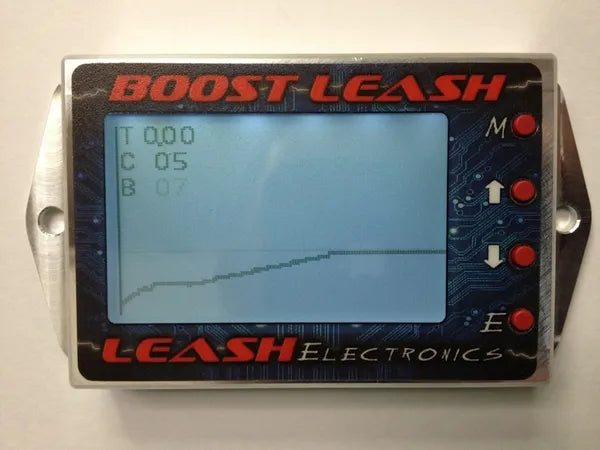 BOOST LEASH
T 0.00
C 05
B 07
M
E
LEASH ELECTRONICS